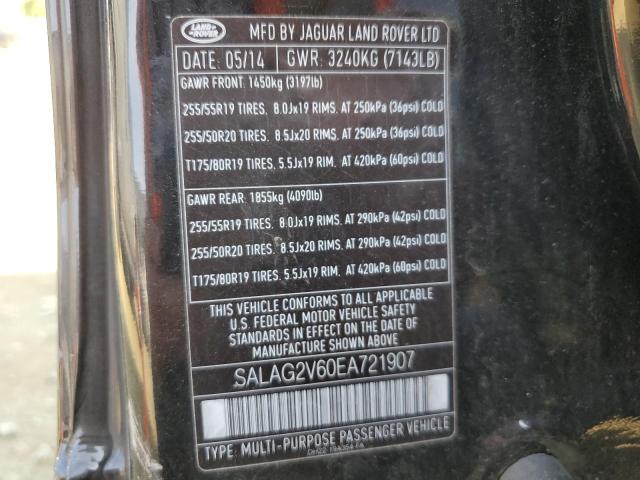 LAND ROVER
MFD BY JAGUAR LAND ROVER LTD
DATE: 05/14 GWR: 3240KG (7143LB)
GAWR FRONT: 1450kg (3197lb)
255/55R19 TIRES. 8.0Jx19 RIMS. AT 250kPa (36psi) COLD
255/50R20 TIRES. 8.5Jx20 RIMS. AT 250kPa (36psi) COLD
T175/80R19 TIRES. 5.5Jx19 RIM. AT 420kPa (60psi) COLD
GAWR REAR: 1855kg (4090lb)
255/55R19 TIRES. 8.0Jx19 RIMS. AT 290kPa (42psi) COLD
255/50R20 TIRES. 8.5Jx20 RIMS. AT 290kPa (42psi) COLD
T175/80R19 TIRES. 5.5Jx19 RIM. AT 420kPa (60psi) COLD
THIS VEHICLE CONFORMS TO ALL APPLICABLE
U.S. FEDERAL MOTOR VEHICLE SAFETY
STANDARDS IN EFFECT ON THE DATE OF
MANUFACTURE SHOWN ABOVE.
SALAG2V60EA721907
TYPE: MULTI-PURPOSE PASSENGER VEHICLE